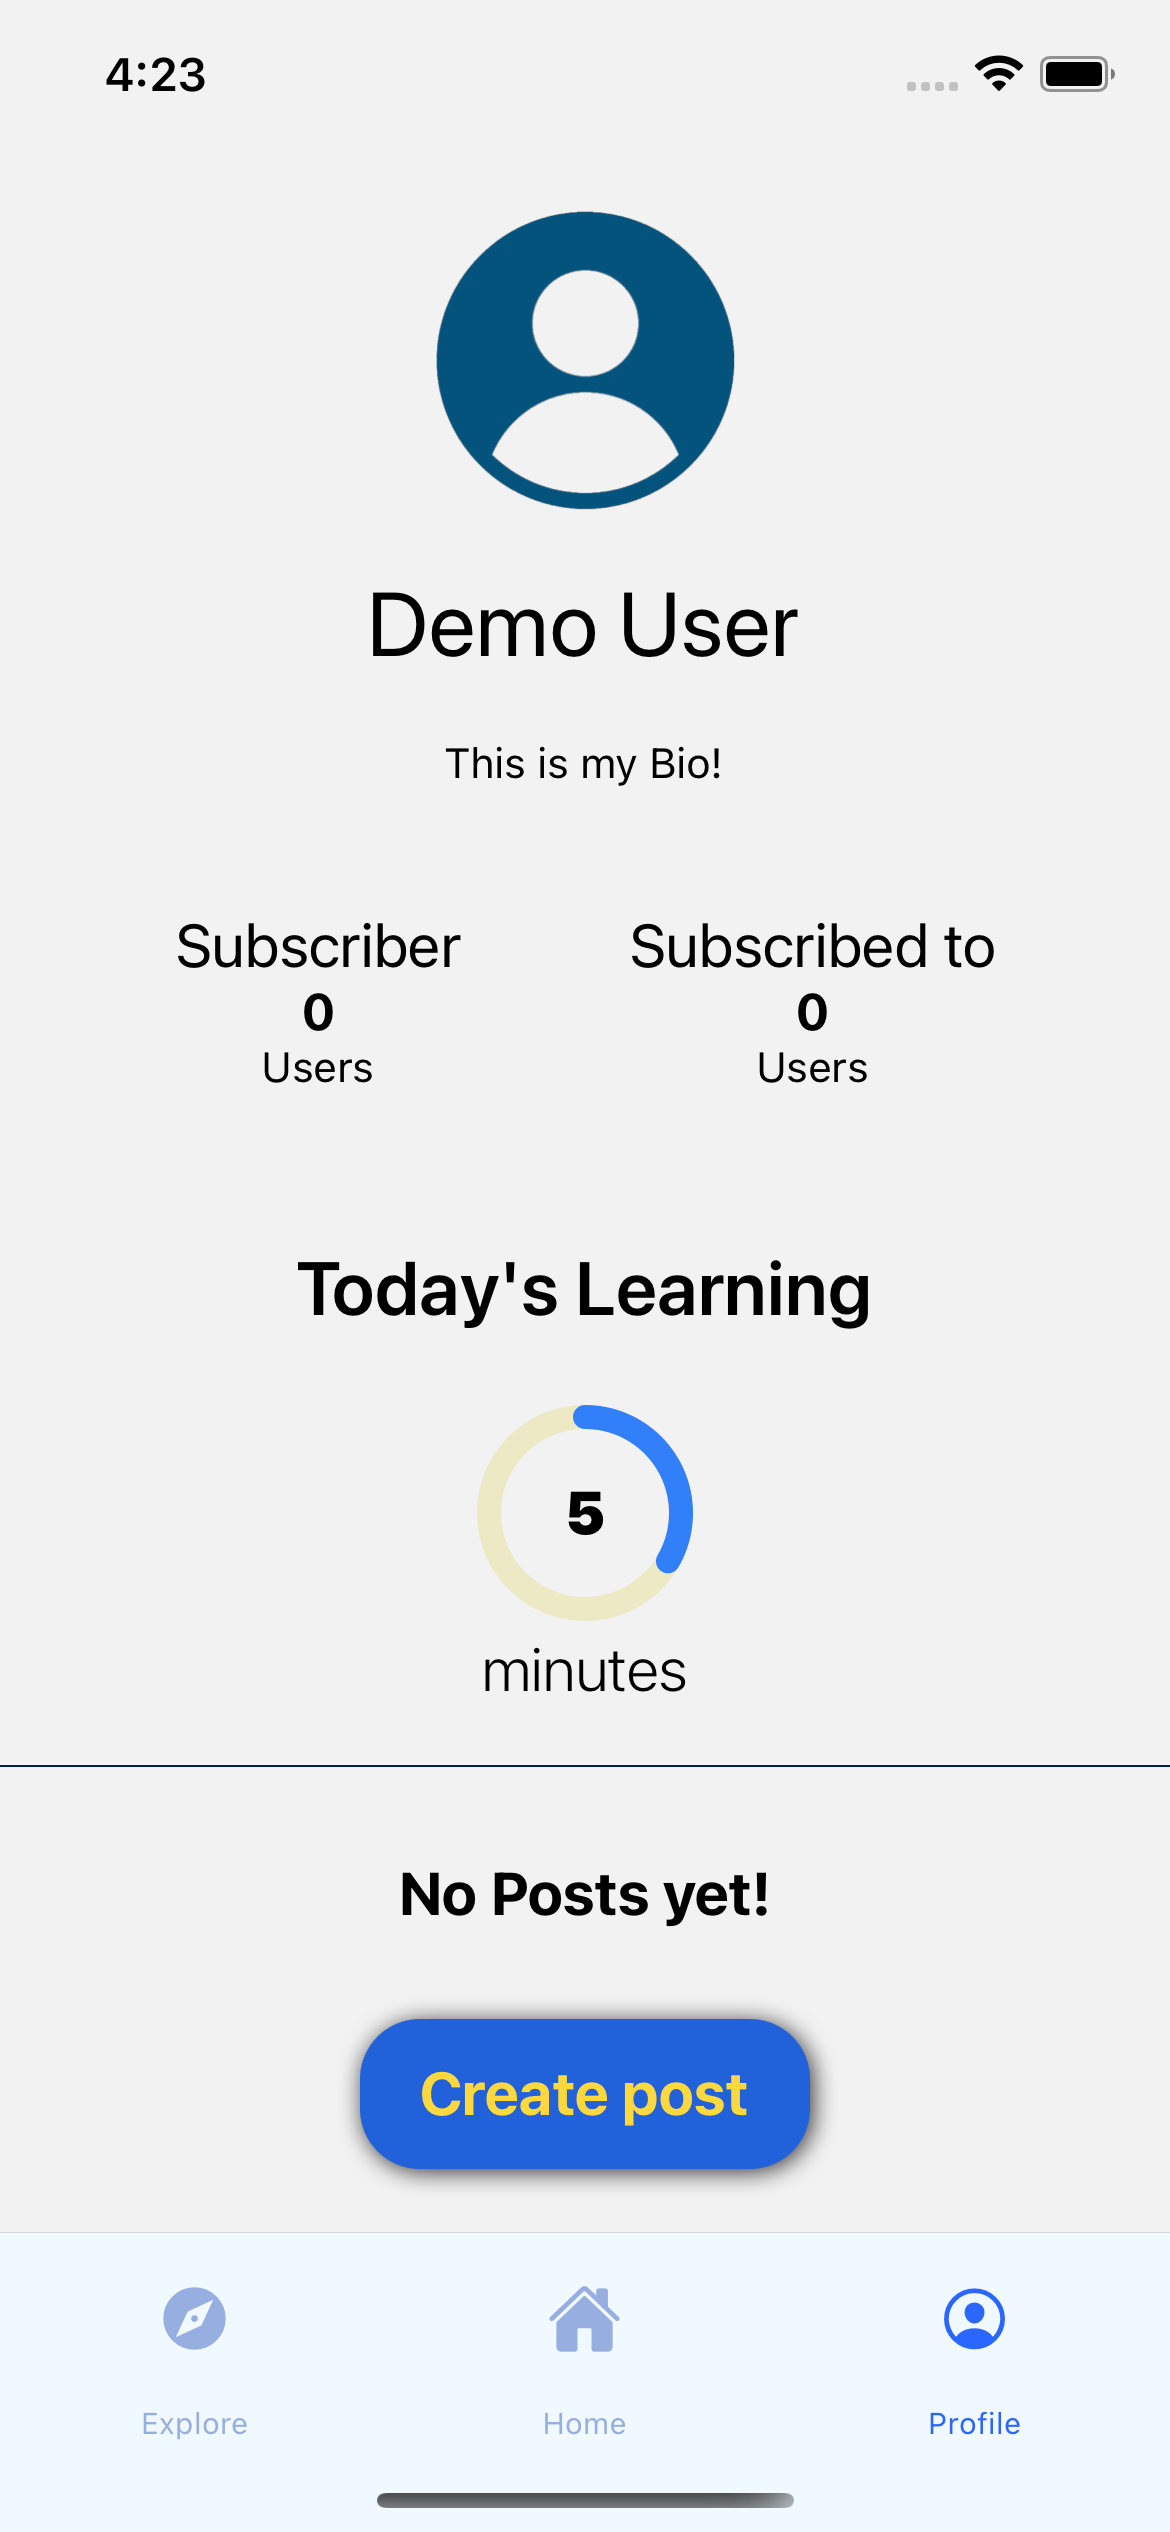 4:23
Demo User
This is my Bio!
Subscriber
0
Users
Subscribed to
0
Users
Today's Learning
5
minutes
No Posts yet!
Create post
Explore
Home
Profile